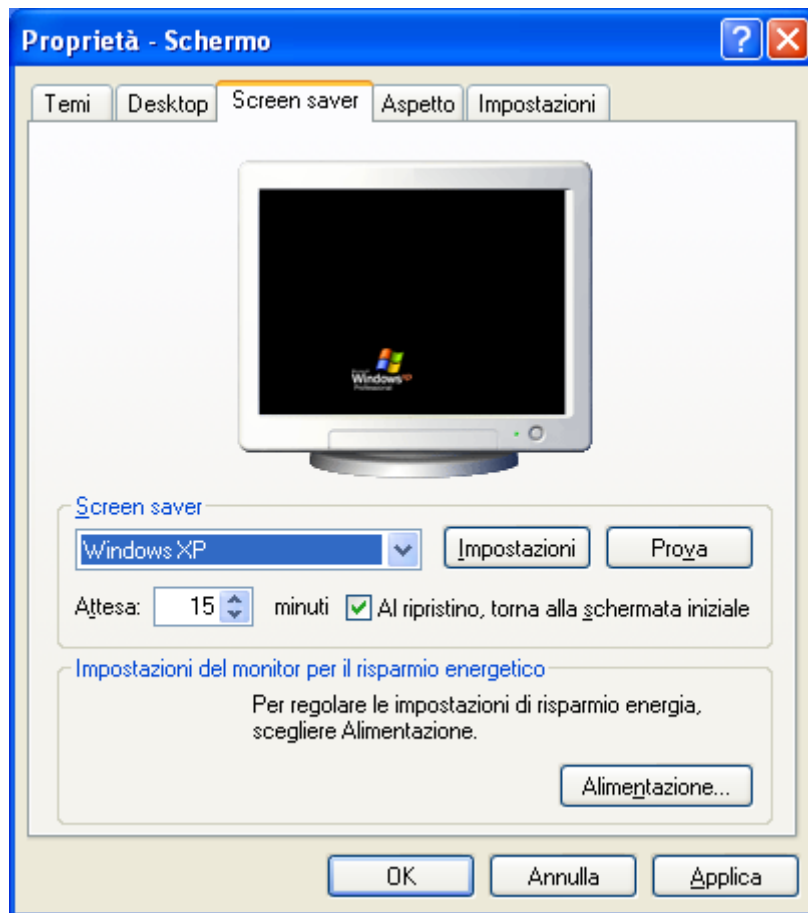 Proprietà - Schermo
Temi Desktop Screen saver Aspetto Impostazioni
Windows XP
Screen saver
Windows XP Impostazioni Prova
Attesa: 15 minuti Al ripristino, torna alla schermata iniziale
Impostazioni del monitor per il risparmio energetico
Per regolare le impostazioni di risparmio energia,
scegliere Alimentazione.
Alimentazione...
OK Annulla Applica